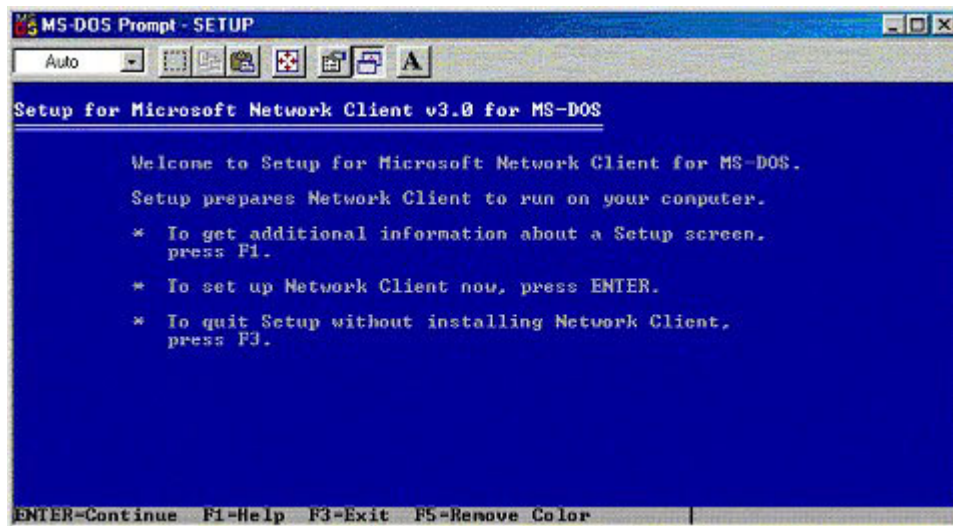 MS-DOS Prompt - SETUP
Auto
A
Setup for Microsoft Network Client v3.0 for MS-DOS
Welcome to Setup for Microsoft Network Client for MS-DOS.
Setup prepares Network Client to run on your computer.
* To get additional information about a Setup screen,
press F1.
* To set up Network Client now, press ENTER.
* To quit Setup without installing Network Client,
press F3.
ENTER=Continue F1=Help F3=Exit F5=Remove Color